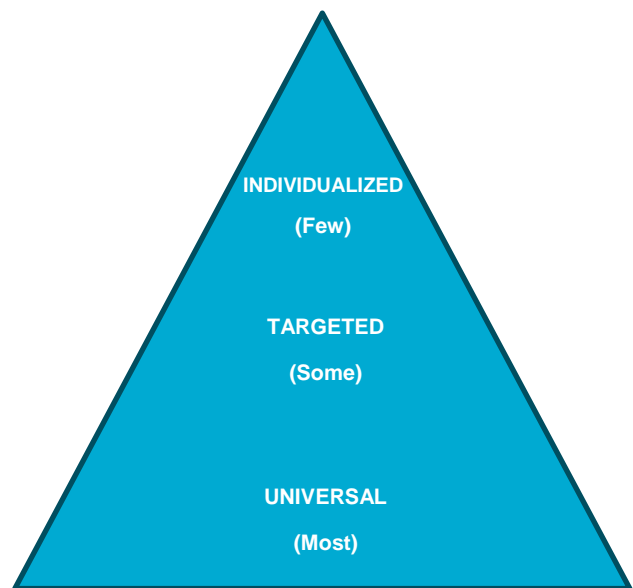 INDIVIDUALIZED
(Few)
TARGETED
(Some)
UNIVERSAL
(Most)